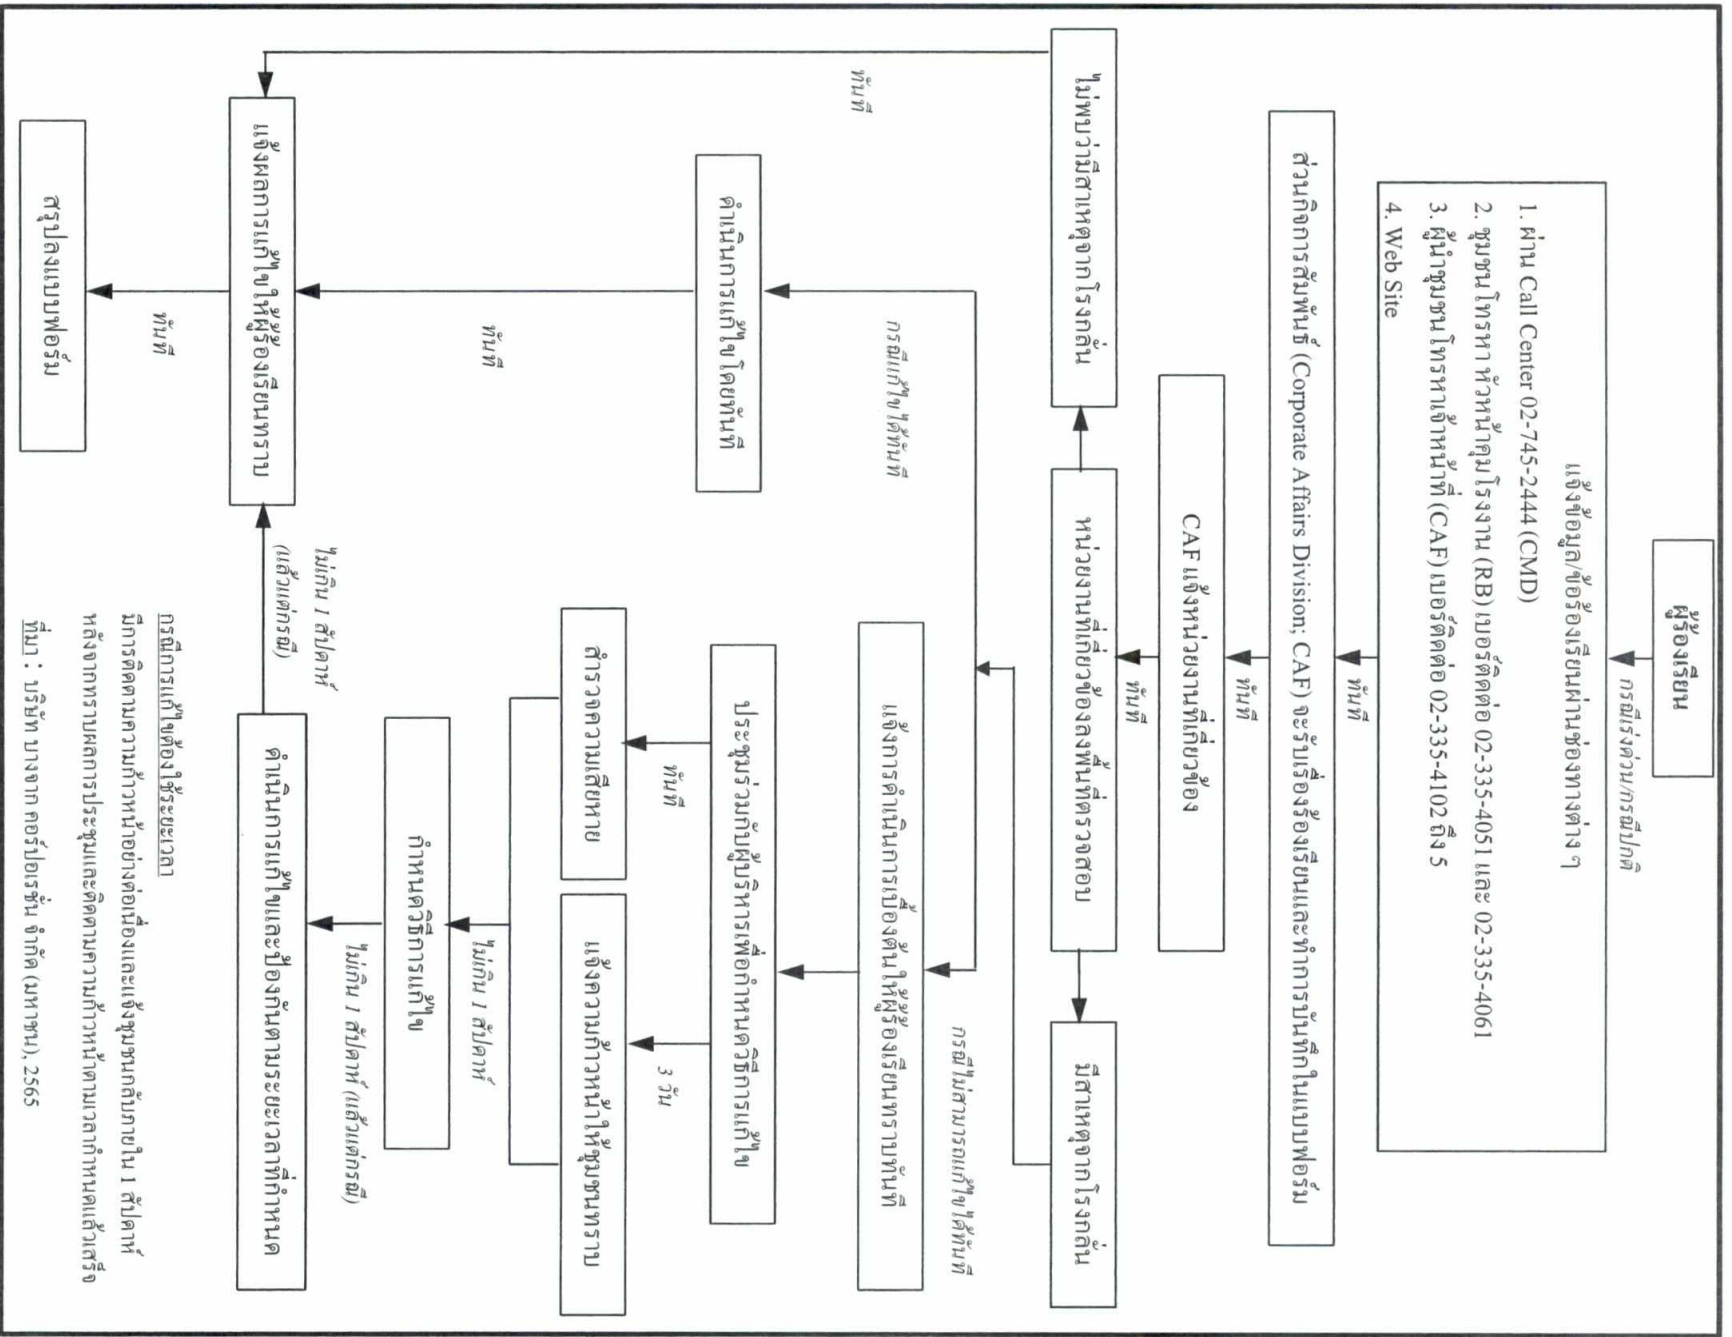 ผู้ร้องเรียน
กรณีเร่งด่วน/กรณีปกติ
แจ้งข้อมูล/ข้อร้องเรียนผ่านช่องทางต่าง ๆ
1. ผ่าน Call Center 02-745-2444 (CMD)
2. ชุมชนโทรหา หัวหน้าคุมโรงงาน (RB) เบอร์ติดต่อ 02-335-4051 และ 02-335-4061
3. ผู้นำชุมชนโทรหาเจ้าหน้าที่ (CAF) เบอร์ติดต่อ 02-335-4102 ถึง 5
4. Web Site
ทันที
ส่วนกิจการสัมพันธ์ (Corporate Affairs Division; CAF) จะรับเรื่องร้องเรียนและทำการบันทึกในแบบฟอร์ม
ทันที
CAF แจ้งหน่วยงานที่เกี่ยวข้อง
ทันที
ไม่พบว่ามีสาเหตุจากโรงกลั่น
หน่วยงานที่เกี่ยวข้องลงพื้นที่ตรวจสอบ
มีสาเหตุจากโรงกลั่น
กรณีแก้ไขได้ทันที
กรณีไม่สามารถแก้ไขได้ทันที
ทันที
แจ้งการดำเนินการเบื้องต้นให้ผู้ร้องเรียนทราบทันที
ดำเนินการแก้ไขโดยทันที
ประชุมร่วมกับผู้บริหารเพื่อกำหนดวิธีการแก้ไข
ทันที
3 วัน
สำรวจความเสียหาย
แจ้งความก้าวหน้าให้ชุมชนทราบ
ทันที
ไม่เกิน 1 สัปดาห์
กำหนดวิธีการแก้ไข
ไม่เกิน 1 สัปดาห์ (แล้วแต่กรณี)
แจ้งผลการแก้ไขให้ผู้ร้องเรียนทราบ
ไม่เกิน 1 สัปดาห์
(แล้วแต่กรณี)
ดำเนินการแก้ไขและป้องกันตามระยะเวลาที่กำหนด
ทันที
สรุปลงแบบฟอร์ม
กรณีการแก้ไขต้องใช้ระยะเวลา
มีการติดตามความก้าวหน้าอย่างต่อเนื่องและแจ้งชุมชนกลับภายใน 1 สัปดาห์
หลังจากทราบผลการประชุมและติดตามความก้าวหน้าตามเวลากำหนดแล้วเสร็จ
ที่มา : บริษัท บางจาก คอร์ปอเรชั่น จำกัด (มหาชน), 2565